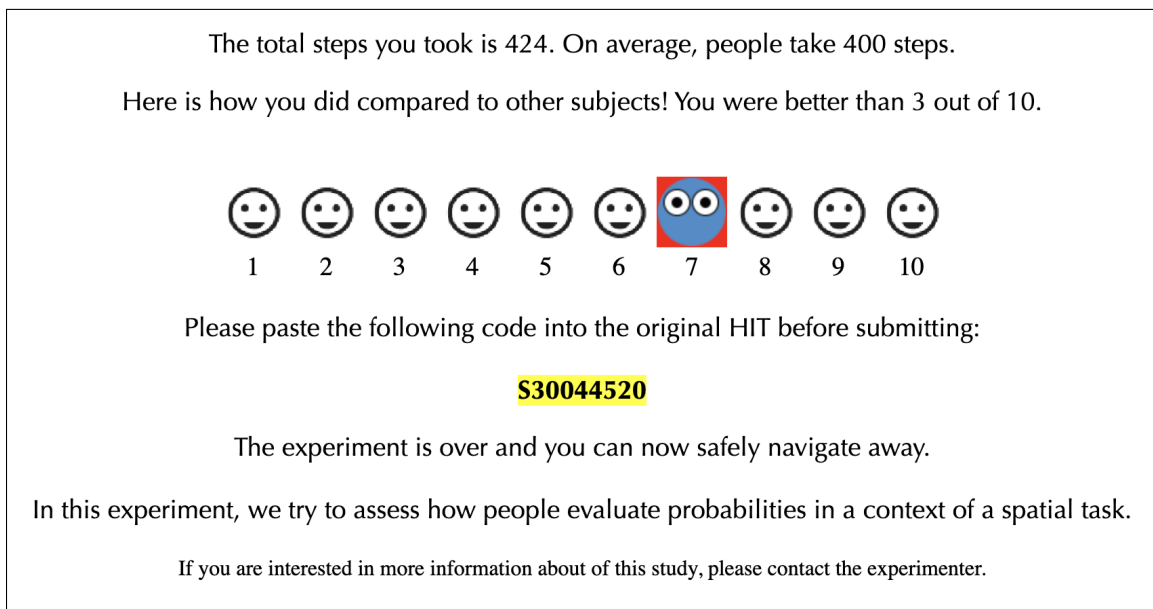 The total steps you took is 424. On average, people take 400 steps.
Here is how you did compared to other subjects! You were better than 3 out of 10.
1 2 3 4 5 6 7 8 9 10
Please paste the following code into the original HIT before submitting:
S30044520
The experiment is over and you can now safely navigate away.
In this experiment, we try to assess how people evaluate probabilities in a context of a spatial task.
If you are interested in more information about of this study, please contact the experimenter.